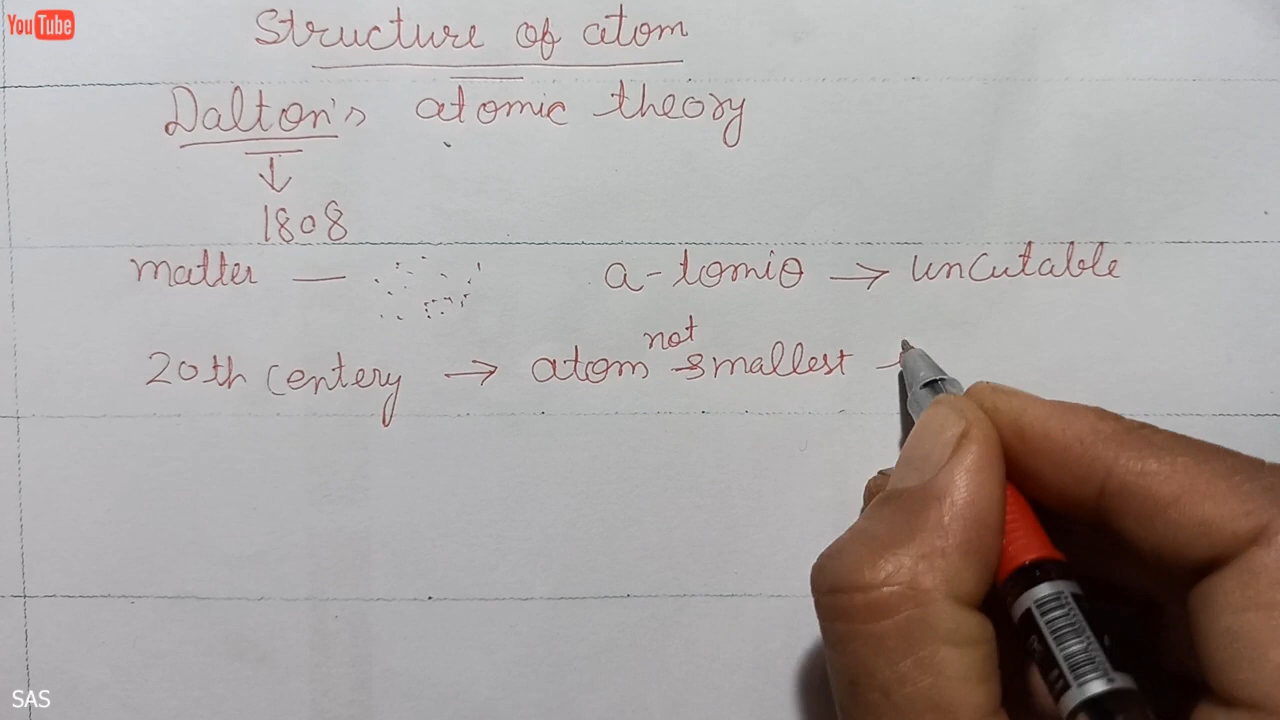 YouTube
Structure of atom
Dalton's atomic theory
↓
1808
matter — a-tomio → uncutable
20th centery → atom not smallest →
SAS